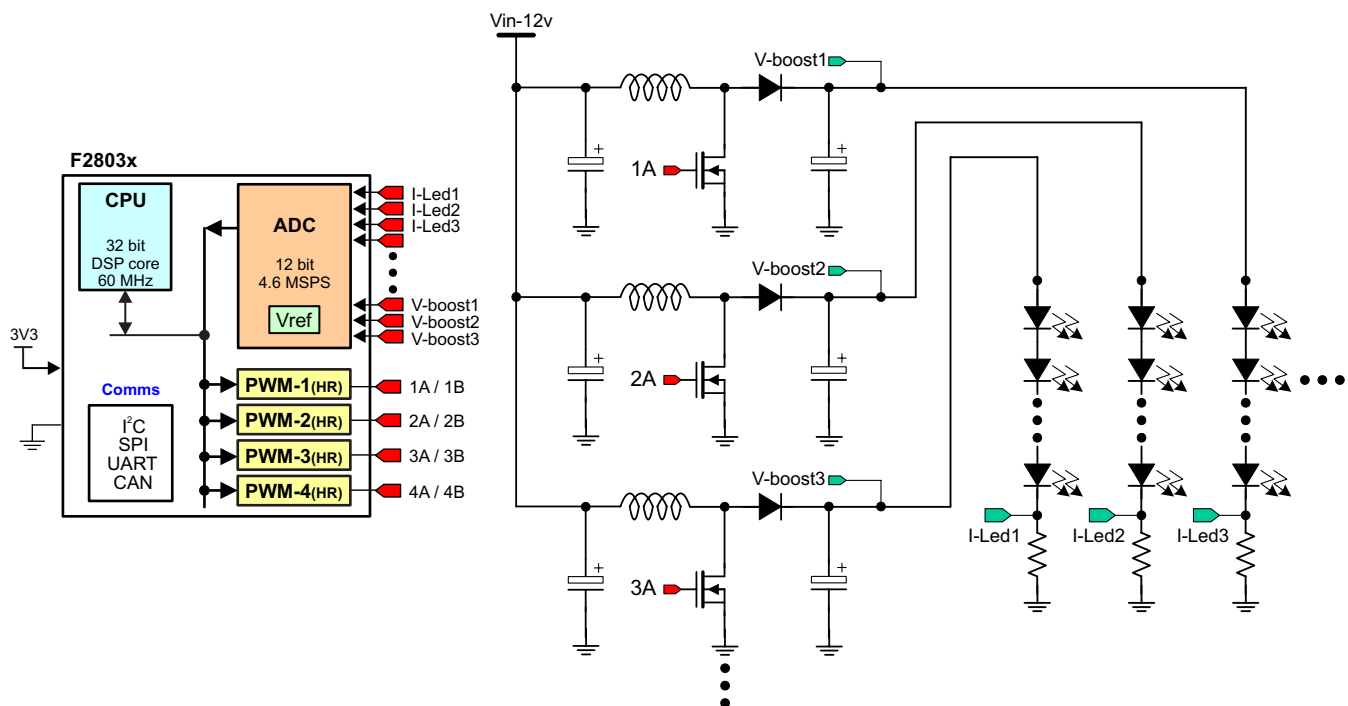 F2803x
CPU
32 bit
DSP core
60 MHz
ADC
12 bit
4.6 MSPS
Vref
I-Led1
I-Led2
I-Led3
V-boost1
V-boost2
V-boost3
3V3
Comms
I²C
SPI
UART
CAN
PWM-1(HR)
1A / 1B
PWM-2(HR)
2A / 2B
PWM-3(HR)
3A / 3B
PWM-4(HR)
4A / 4B
Vin-12v
V-boost1
+
+
1A
V-boost2
+
+
2A
V-boost3
+
+
3A
I-Led1
I-Led2
I-Led3